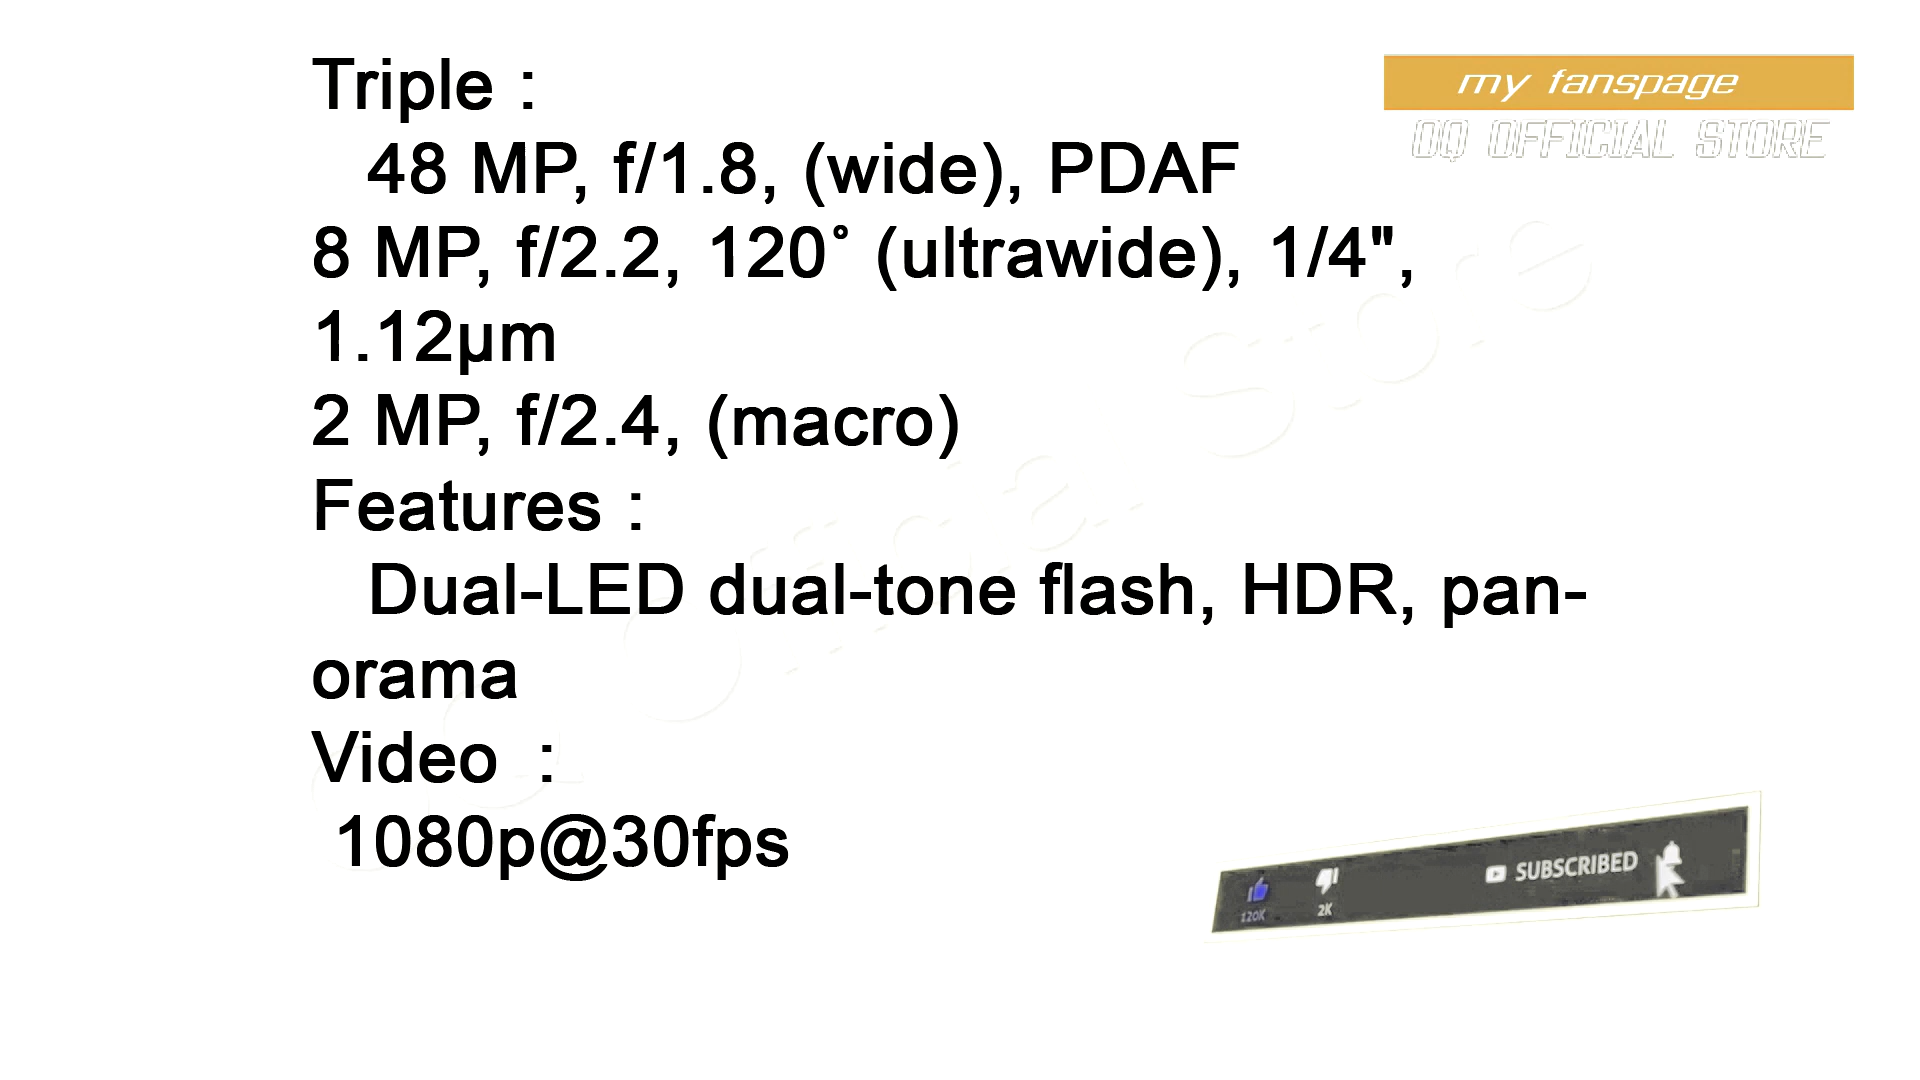 Triple :
48 MP, f/1.8, (wide), PDAF
8 MP, f/2.2, 120˚ (ultrawide), 1/4",
1.12µm
2 MP, f/2.4, (macro)
Features :
Dual-LED dual-tone flash, HDR, pan-
orama
Video :
1080p@30fps
my fanspage
QQ OFFICIAL STORE
SUBSCRIBED
120K
2K